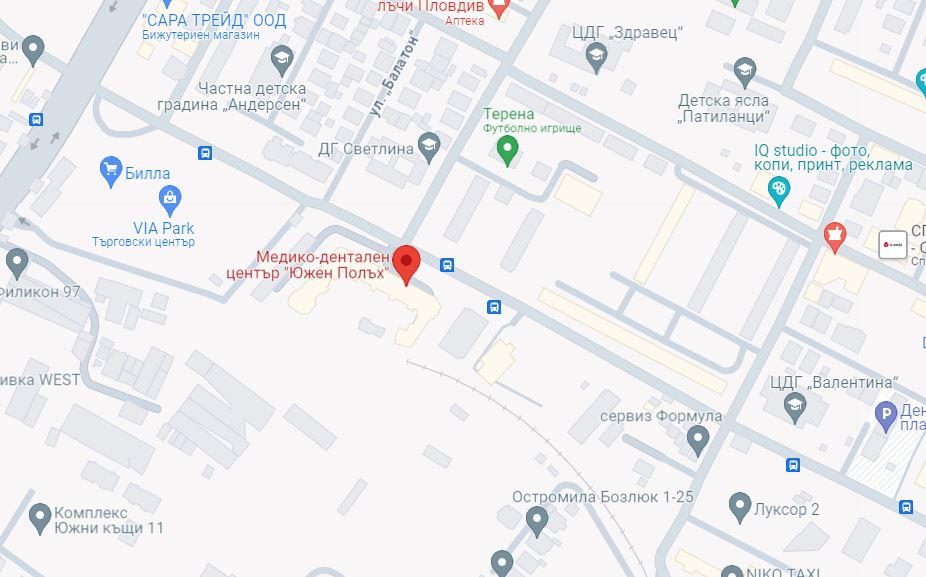 лъчи Пловдив
Аптека
"САРА ТРЕЙД" ООД
Бижутериен магазин
ЦДГ „Здравец“
Частна детска
градина „Андерсен“
ул. „Балатон“
Детска ясла
„Патиланци“
Терена
Футболно игрище
ДГ Светлина
IQ studio - фото,
копи, принт, реклама
Билла
VIA Park
Търговски център
Медико-дентален
център "Южен Полъх"
Филикон 97
ивка WEST
ЦДГ „Валентина“
сервиз Формула
P
Остромила Бозлюк 1-25
Луксор 2
Комплекс
Южни къщи 11
NIKO TAXI